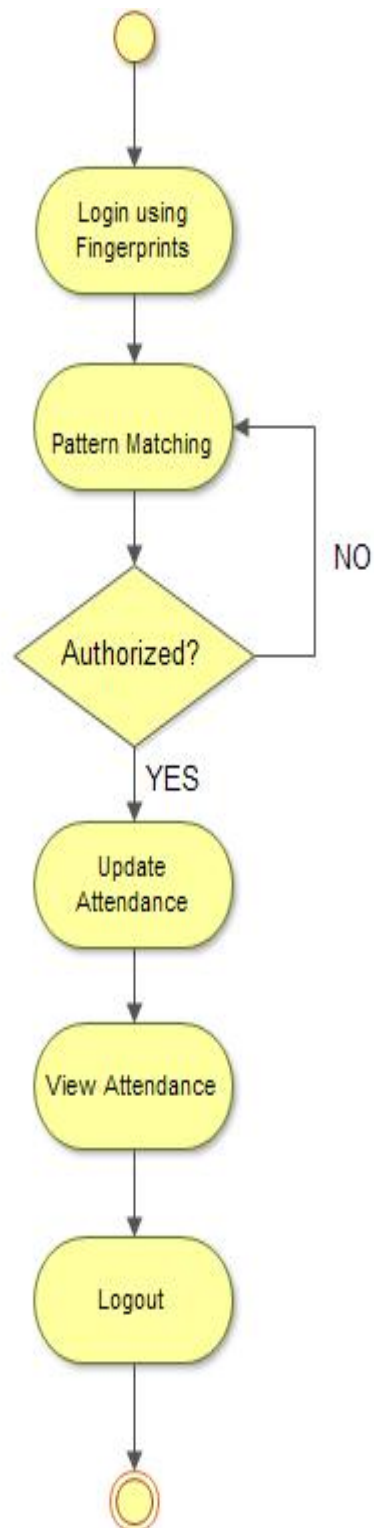 Login using
Fingerprints
Pattern Matching
Authorized?
NO
YES
Update
Attendance
View Attendance
Logout